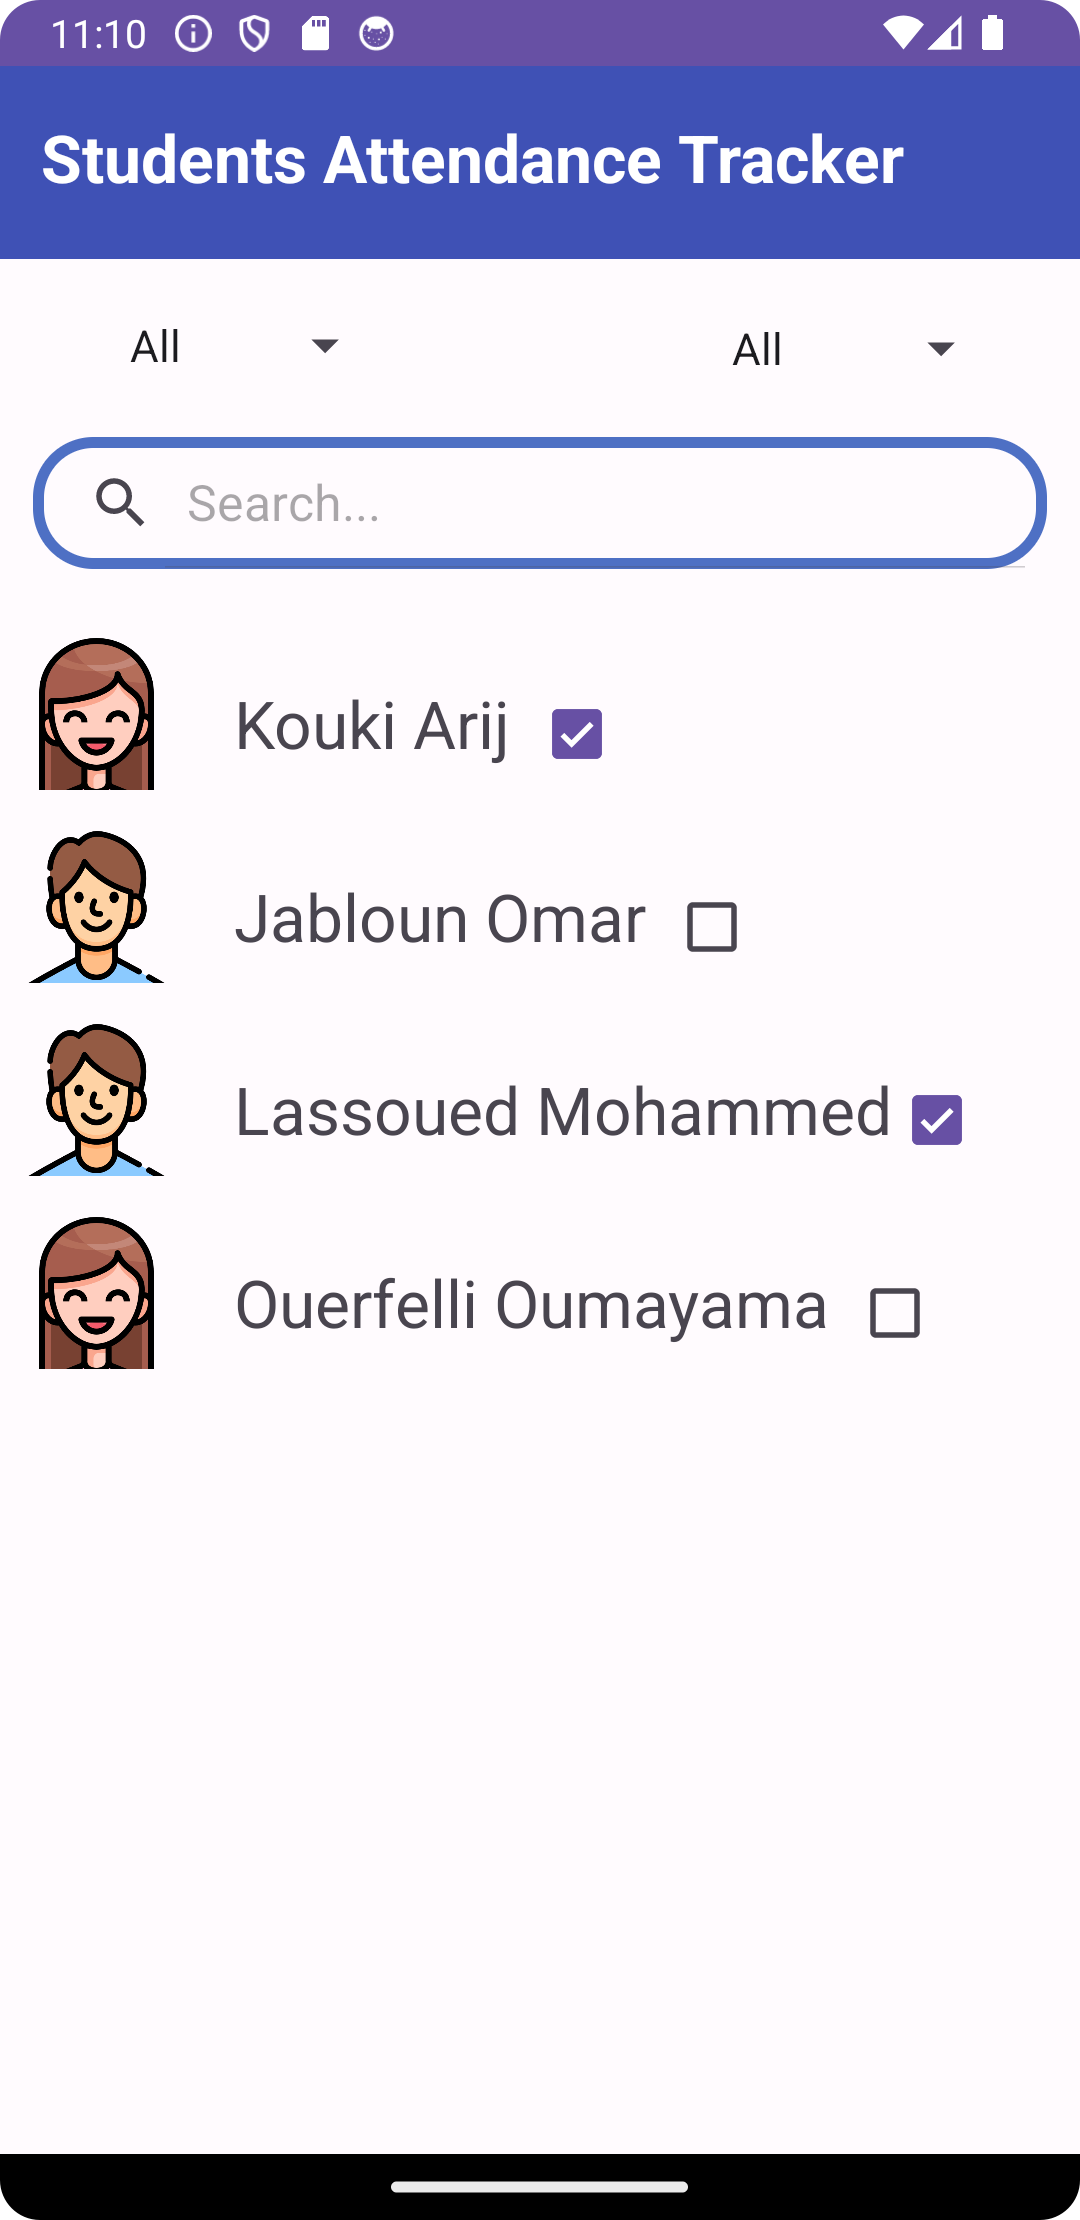 11:10
Students Attendance Tracker
All All
Search...
Kouki Arij
Jabloun Omar
Lassoued Mohammed
Ouerfelli Oumayama